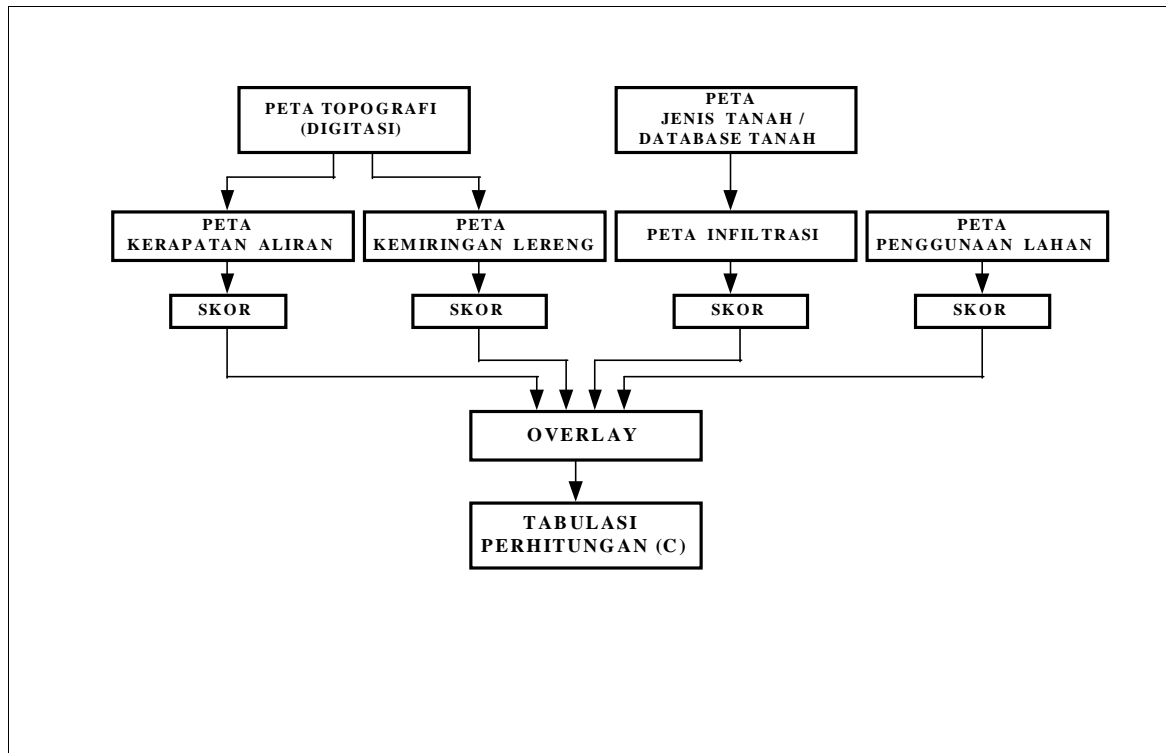 PETA TOPOGRAFI
(DIGITASI)
PETA
JENIS TANAH /
DATABASE TANAH
PETA
KERAPATAN ALIRAN
PETA
KEMIRINGAN LERENG
PETA INFILTRASI
PETA
PENGGUNAAN LAHAN
SKOR
SKOR
SKOR
SKOR
OVERLAY
TABULASI
PERHITUNGAN (C)